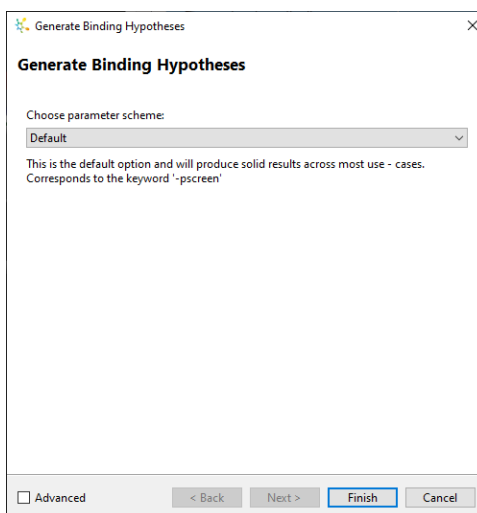 Generate Binding Hypotheses
Generate Binding Hypotheses
Choose parameter scheme:
Default
This is the default option and will produce solid results across most use - cases.
Corresponds to the keyword '-pscreen'
Advanced
< Back
Next >
Finish
Cancel